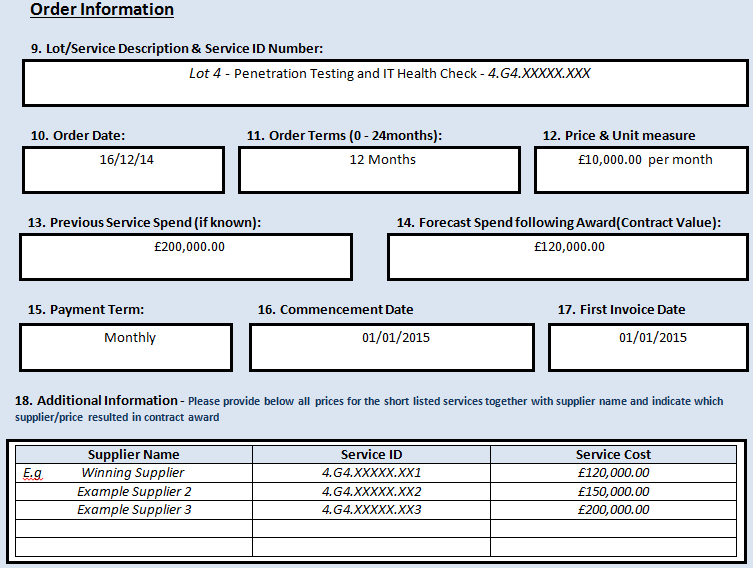 Order Information
9. Lot/Service Description & Service ID Number:
Lot 4 - Penetration Testing and IT Health Check - 4.G4.XXXXX.XXX
10. Order Date: 11. Order Terms (0 - 24months): 12. Price & Unit measure
16/12/14 12 Months £10,000.00 per month
13. Previous Service Spend (if known): 14. Forecast Spend following Award(Contract Value):
£200,000.00 £120,000.00
15. Payment Term: 16. Commencement Date 17. First Invoice Date
Monthly 01/01/2015 01/01/2015
18. Additional Information - Please provide below all prices for the short listed services together with supplier name and indicate which
supplier/price resulted in contract award
Supplier Name Service ID Service Cost
E.g Winning Supplier 4.G4.XXXXX.XX1 £120,000.00
Example Supplier 2 4.G4.XXXXX.XX2 £150,000.00
Example Supplier 3 4.G4.XXXXX.XX3 £200,000.00